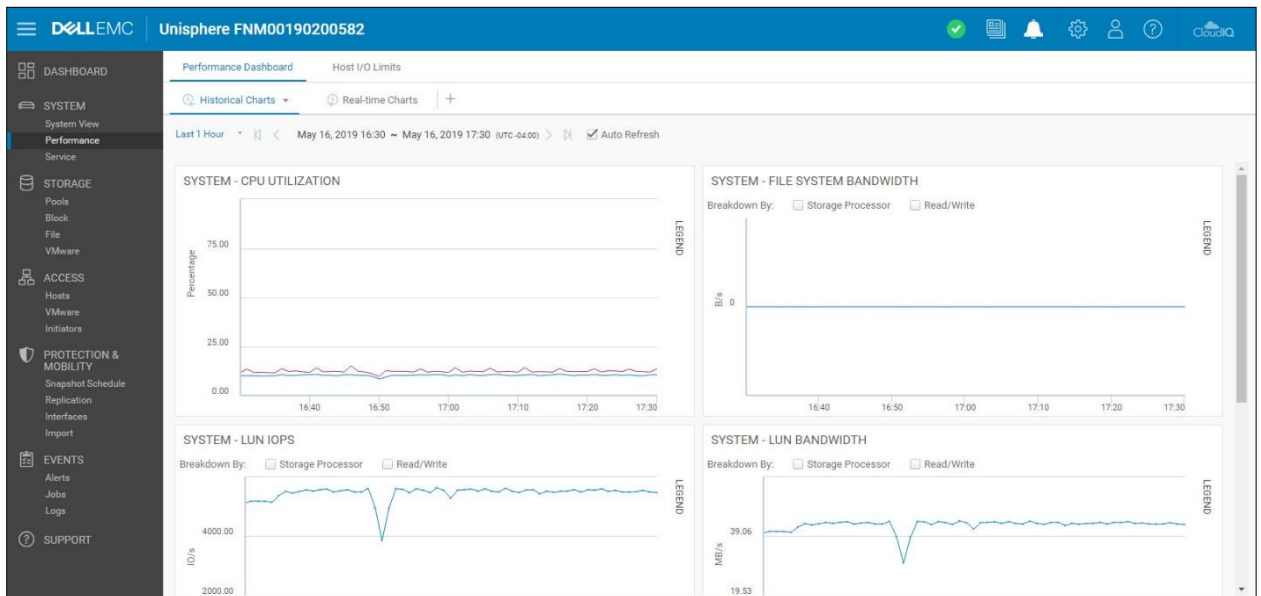 DELLEMC
Unisphere FNM00190200582
CloudIQ
DASHBOARD
SYSTEM
System View
Performance
Service
STORAGE
Pools
Block
File
VMware
ACCESS
Hosts
VMware
Initiators
PROTECTION &
MOBILITY
Snapshot Schedule
Replication
Interfaces
Import
EVENTS
Alerts
Jobs
Logs
SUPPORT
Performance Dashboard Host I/O Limits
Historical Charts Real-time Charts
Last 1 Hour May 16, 2019 16:30 ~ May 16, 2019 17:30 (UTC -04:00) Auto Refresh
SYSTEM - CPU UTILIZATION
Percentage
75.00
50.00
25.00
0.00
16:40 16:50 17:00 17:10 17:20 17:30
LEGEND
SYSTEM - FILE SYSTEM BANDWIDTH
Breakdown By: Storage Processor Read/Write
B/s
0
16:40 16:50 17:00 17:10 17:20 17:30
LEGEND
SYSTEM - LUN IOPS
Breakdown By: Storage Processor Read/Write
IO/s
4000.00
2000.00
LEGEND
SYSTEM - LUN BANDWIDTH
Breakdown By: Storage Processor Read/Write
MB/s
39.06
19.53
LEGEND